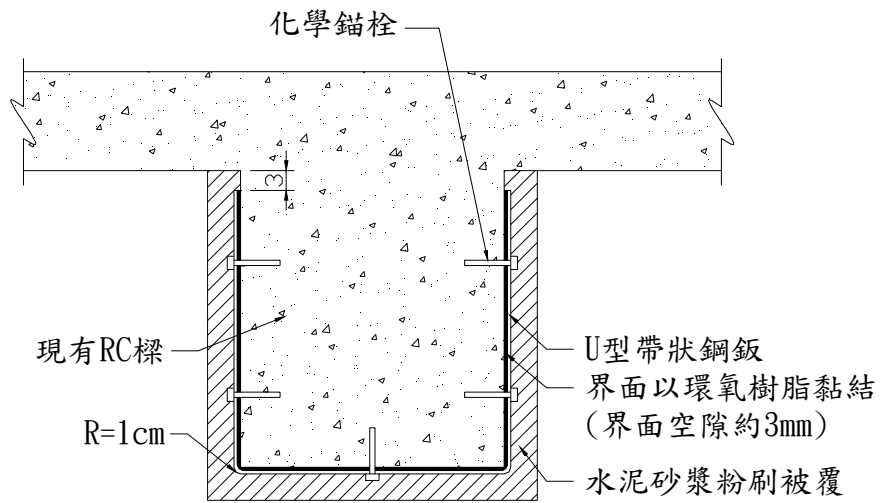 化學錨栓
3
現有RC樑
R=1cm
U型帶狀鋼鈑
界面以環氧樹脂黏結
(界面空隙約3mm)
水泥砂漿粉刷被覆